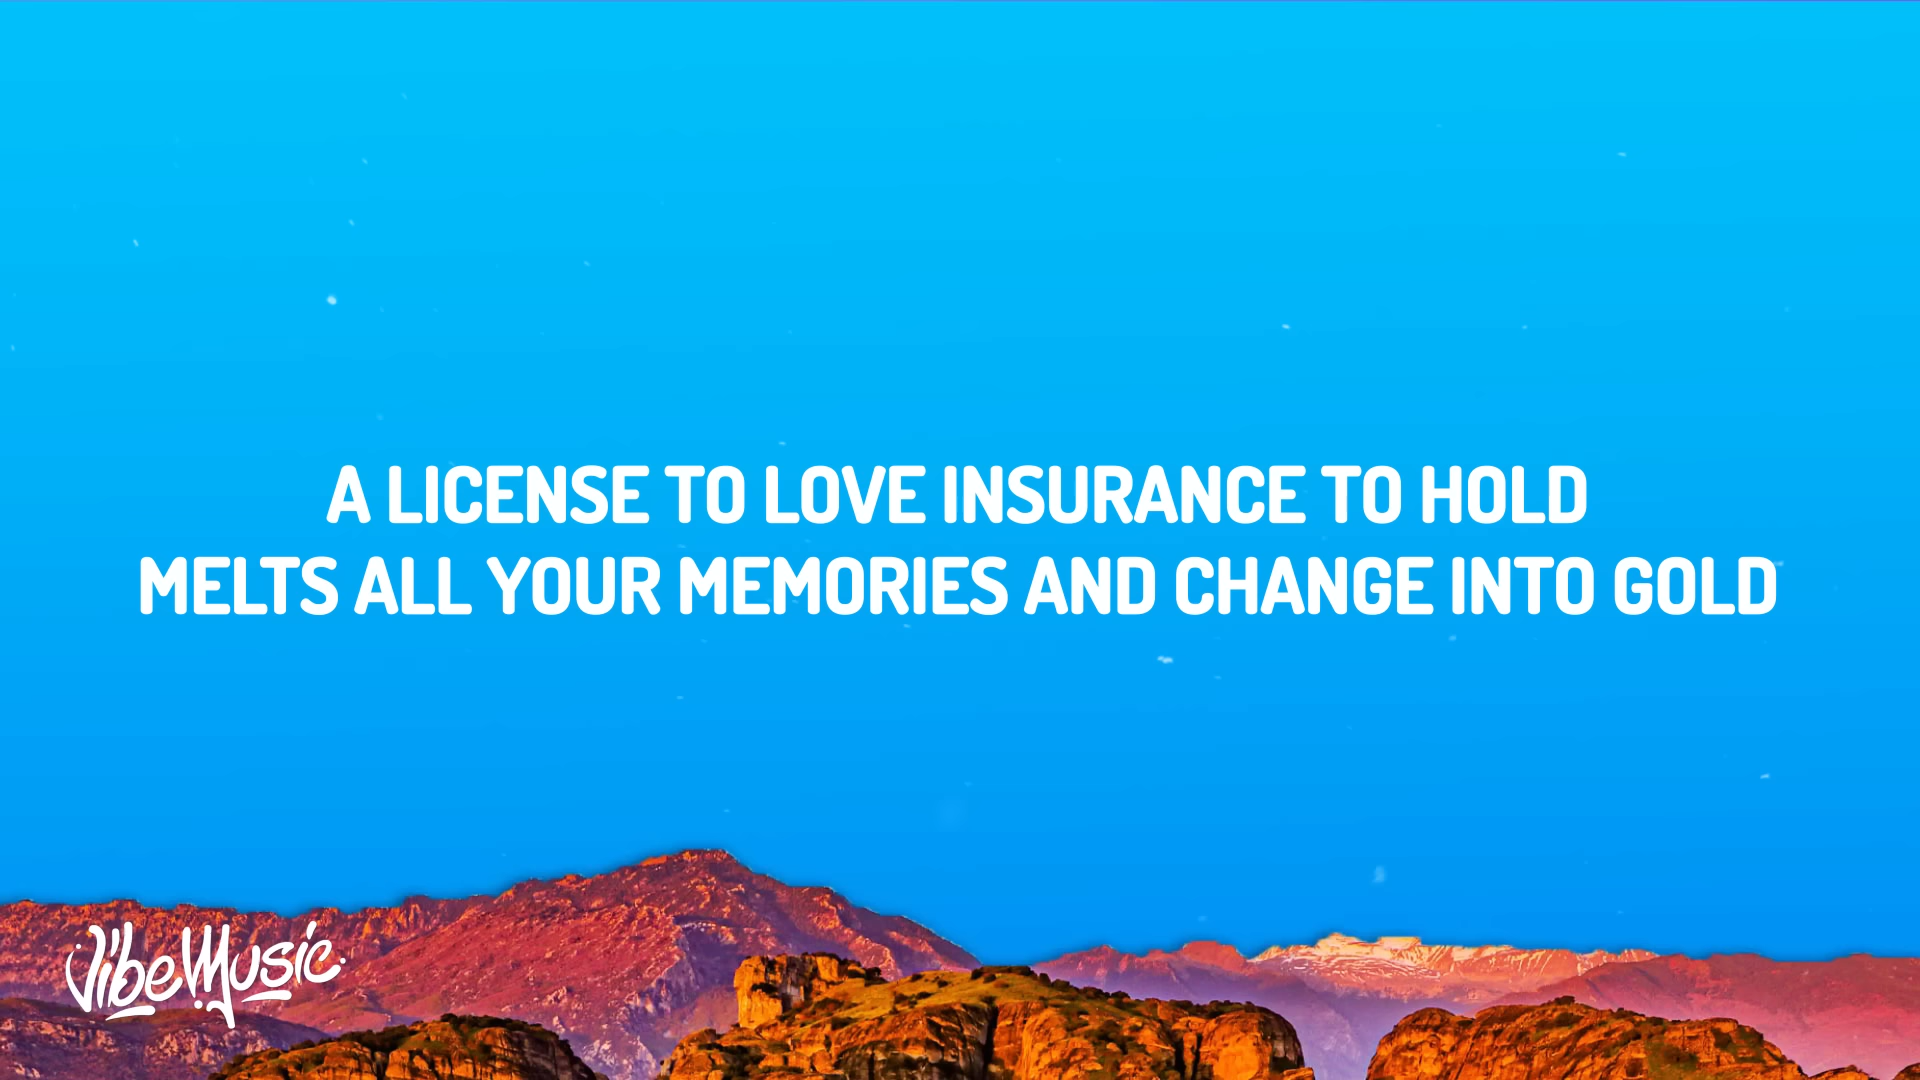 A LICENSE TO LOVE INSURANCE TO HOLD
MELTS ALL YOUR MEMORIES AND CHANGE INTO GOLD
VibeMusic